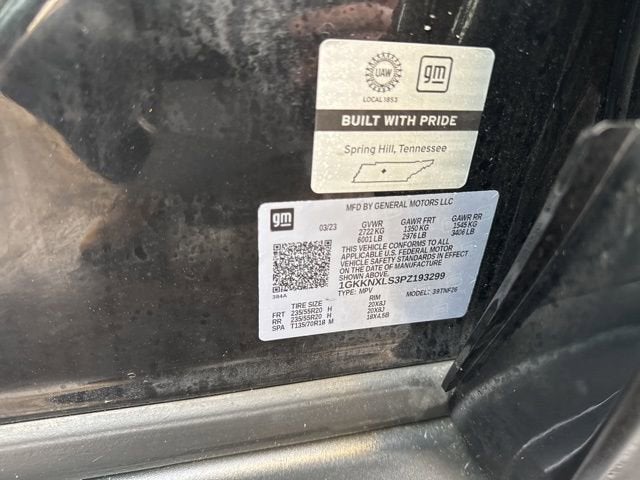 UAW
gm
LOCAL 1853
BUILT WITH PRIDE
Spring Hill, Tennessee
gm
MFD BY GENERAL MOTORS LLC
03/23 GVWR GAWR FRT GAWR RR
2722 KG 1350 KG 1545 KG
6001 LB 2976 LB 3406 LB
THIS VEHICLE CONFORMS TO ALL
APPLICABLE U.S. FEDERAL MOTOR
VEHICLE SAFETY STANDARDS IN EFFECT
ON THE DATE OF MANUFACTURE
SHOWN ABOVE.
1GKKNXLS3PZ193299
384A TYPE: MPV MODEL: 39TNF26
TIRE SIZE RIM
FRT 235/55R20 H 20X8J
RR 235/55R20 H 20X8J
SPA T135/70R18 M 18X4.5B